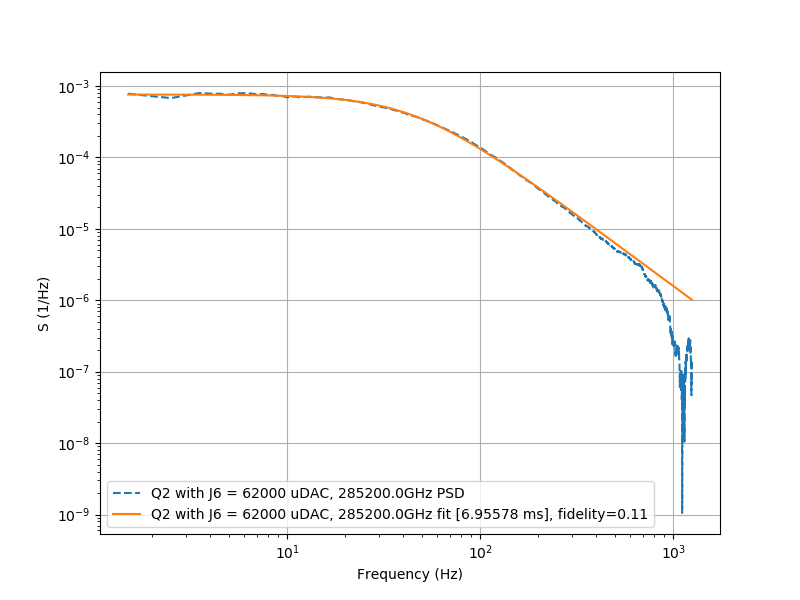 10⁻³
10⁻⁴
10⁻⁵
10⁻⁶
10⁻⁷
10⁻⁸
10⁻⁹
S (1/Hz)
Q2 with J6 = 62000 uDAC, 285200.0GHz PSD
Q2 with J6 = 62000 uDAC, 285200.0GHz fit [6.95578 ms], fidelity=0.11
10¹ 10² 10³
Frequency (Hz)